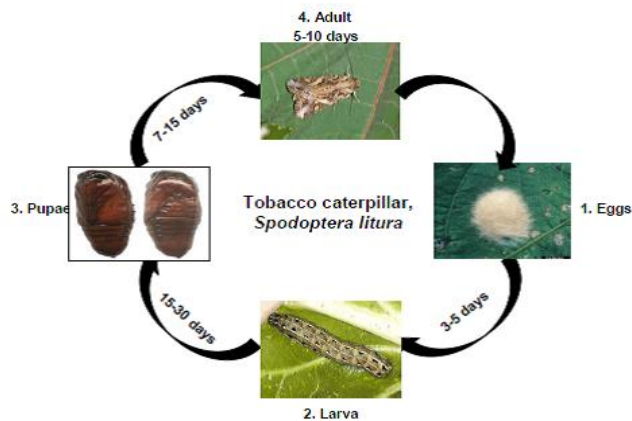 4. Adult
5-10 days
7-15 days
3. Pupae
Tobacco caterpillar,
Spodoptera litura
1. Eggs
15-30 days
3-5 days
2. Larva